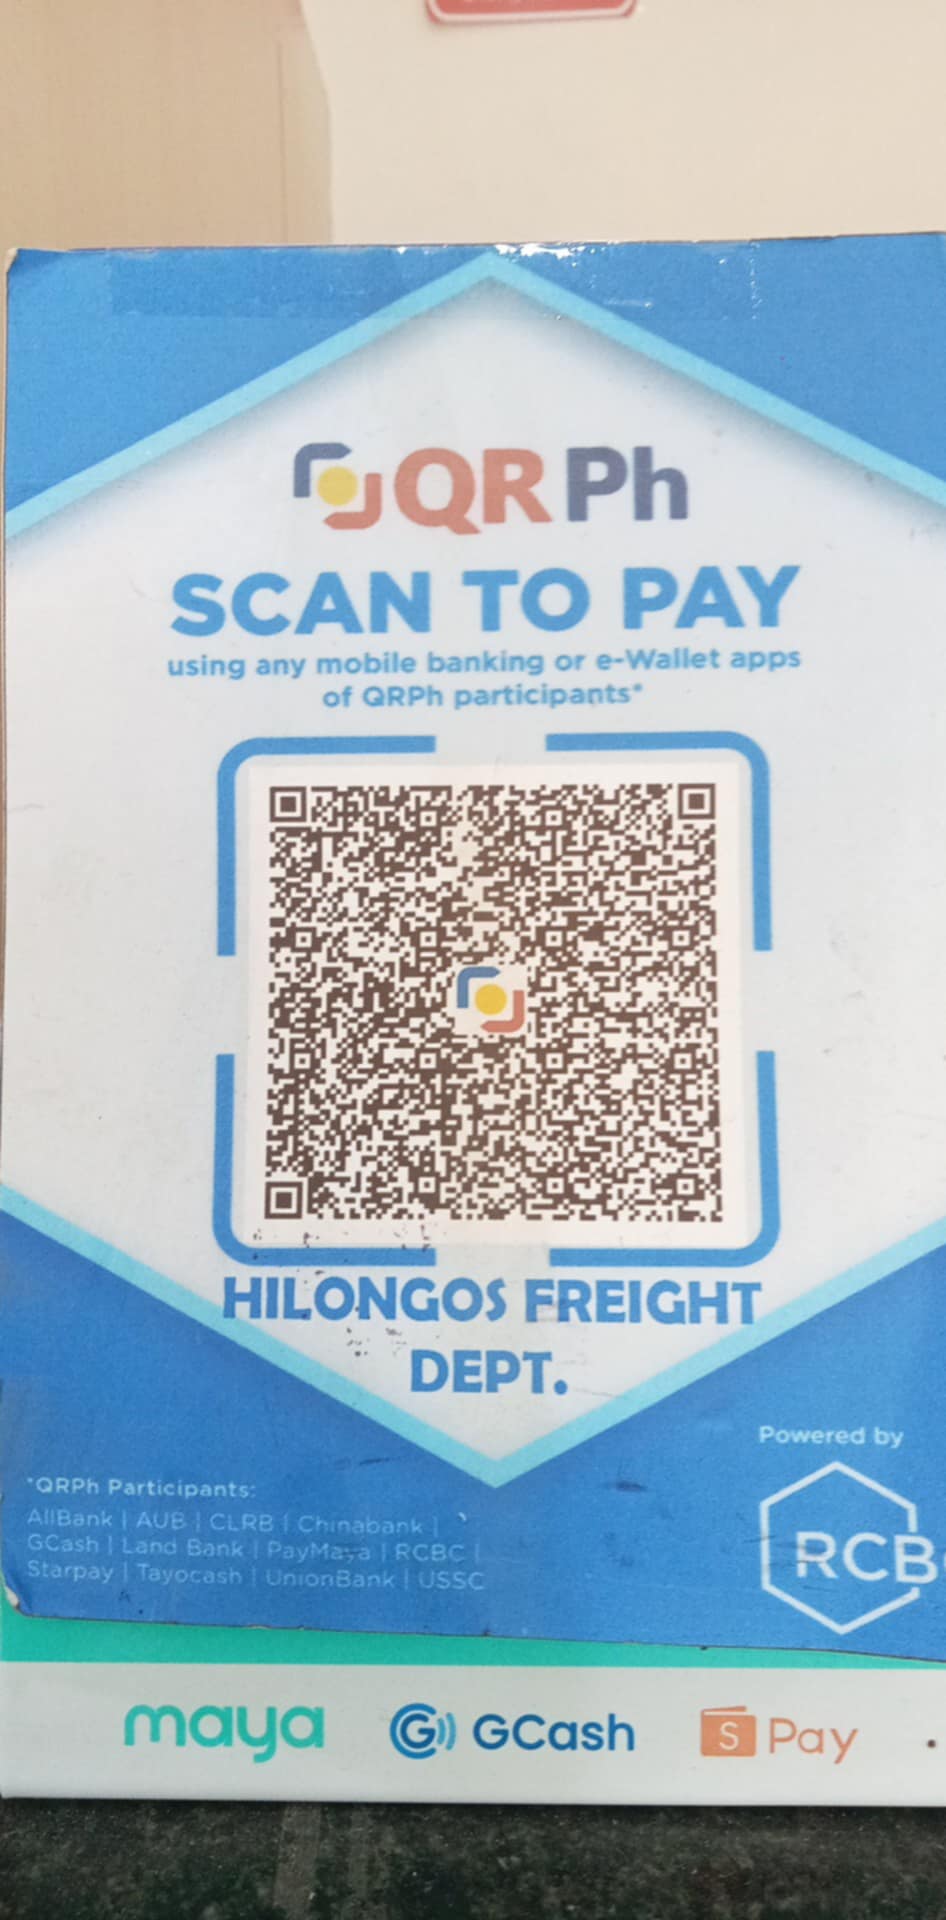 QR Ph
SCAN TO PAY
using any mobile banking or e-Wallet apps
of QRPh participants*
HILONGOS FREIGHT
DEPT.
Powered by
RCB
*QRPh Participants:
AllBank | AUB | CLRB | Chinabank |
GCash | Land Bank | PayMaya | RCBC |
Starpay | Tayocash | UnionBank | USSC
maya
G GCash
S Pay